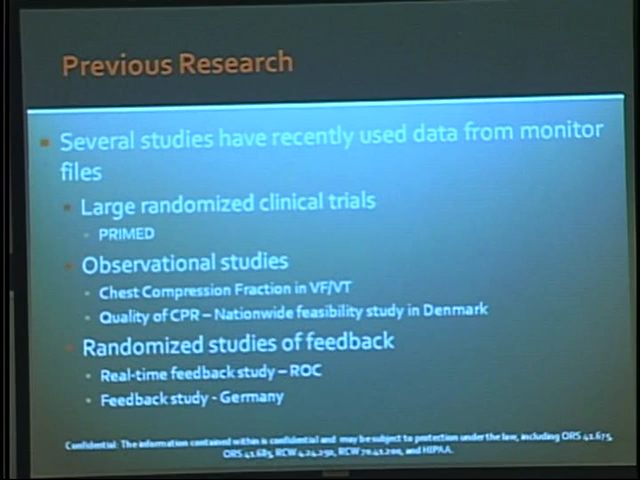 Previous Research
Several studies have recently used data from monitor
files
Large randomized clinical trials
PRIMED
Observational studies
Chest Compression Fraction in VF/VT
Quality of CPR – Nationwide feasibility study in Denmark
Randomized studies of feedback
Real-time feedback study – ROC
Feedback study - Germany
Confidential: The information contained within is confidential and may be subject to protection under the law, including ORS 41.675,
ORS 41.685, RCW 4.24.250, RCW 70.41.200, and HIPAA.